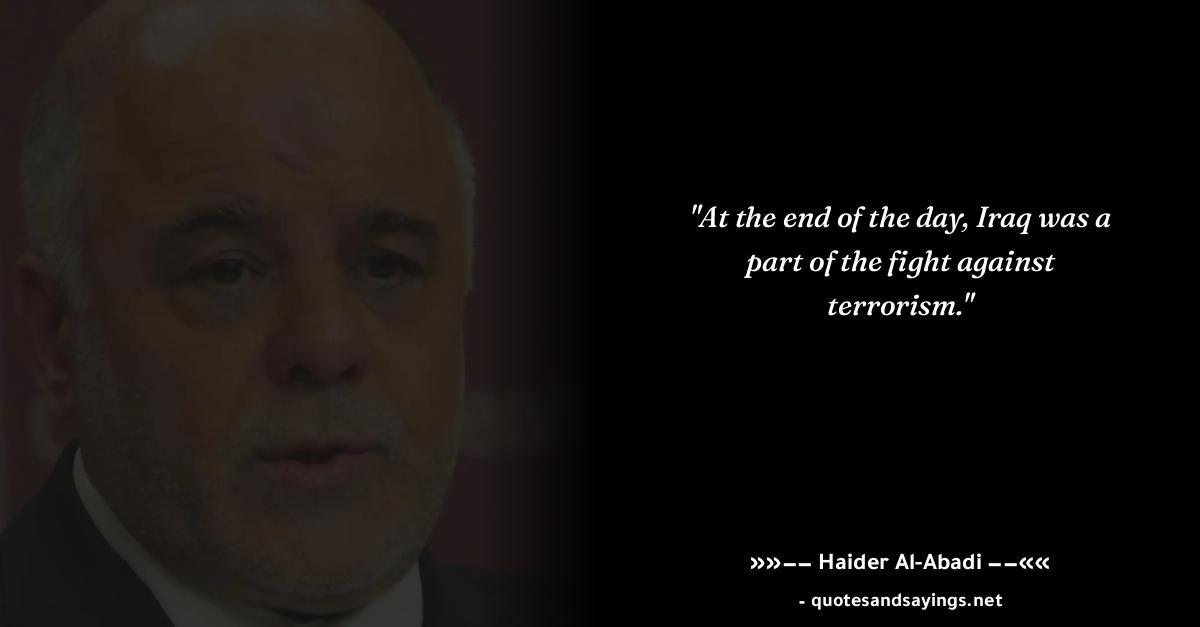 "At the end of the day, Iraq was a
part of the fight against
terrorism."
»»−− Haider Al-Abadi −−««
- quotesandsayings.net